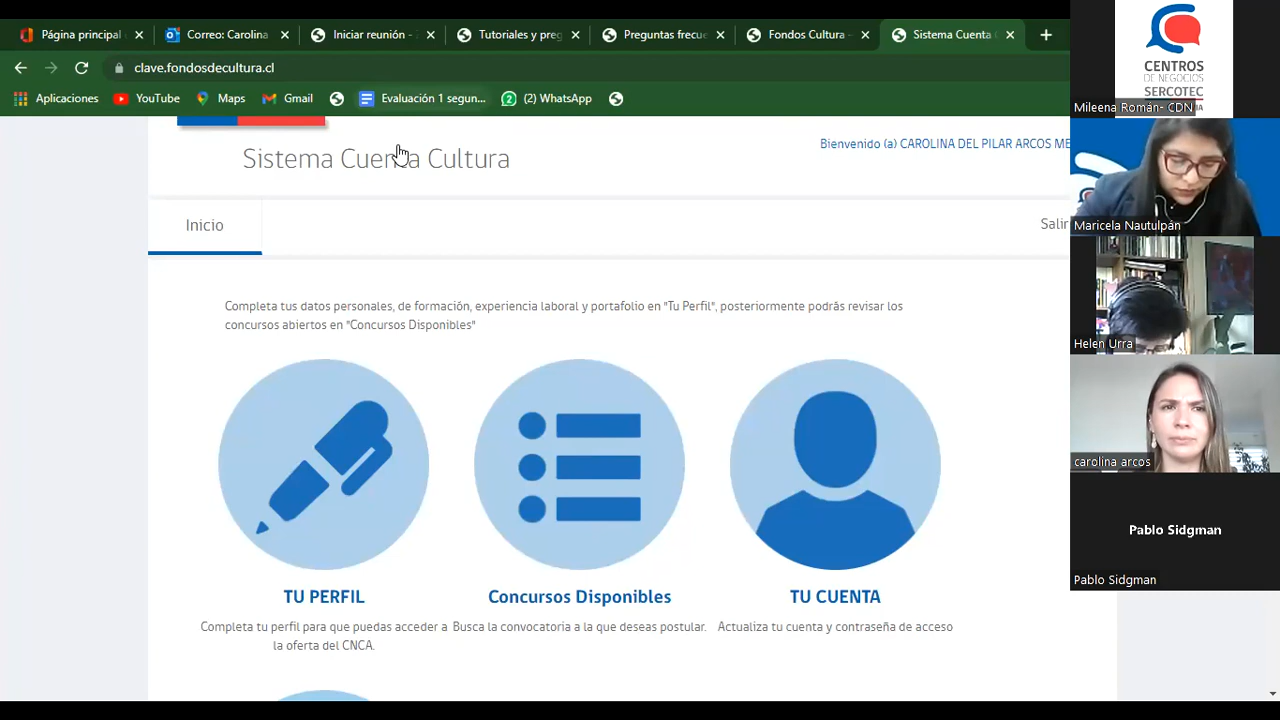 Página principal
Correo: Carolina
Iniciar reunión - Z
Tutoriales y preg
Preguntas frecue
Fondos Cultura –
Sistema Cuenta
clave.fondosdecultura.cl
Aplicaciones
YouTube
Maps
Gmail
Evaluación 1 segun...
(2) WhatsApp
Sistema Cuenta Cultura
Bienvenido (a) CAROLINA DEL PILAR ARCOS ME
Inicio
Salir
Completa tus datos personales, de formación, experiencia laboral y portafolio en "Tu Perfil", posteriormente podrás revisar los
concursos abiertos en "Concursos Disponibles"
TU PERFIL
Completa tu perfil para que puedas acceder a
la oferta del CNCA.
Concursos Disponibles
Busca la convocatoria a la que deseas postular.
TU CUENTA
Actualiza tu cuenta y contraseña de acceso
CENTROS
DE NEGOCIOS
SERCOTEC
Mileena Román- CDN
Maricela Nautulpán
Helen Urra
carolina arcos
Pablo Sidgman
Pablo Sidgman